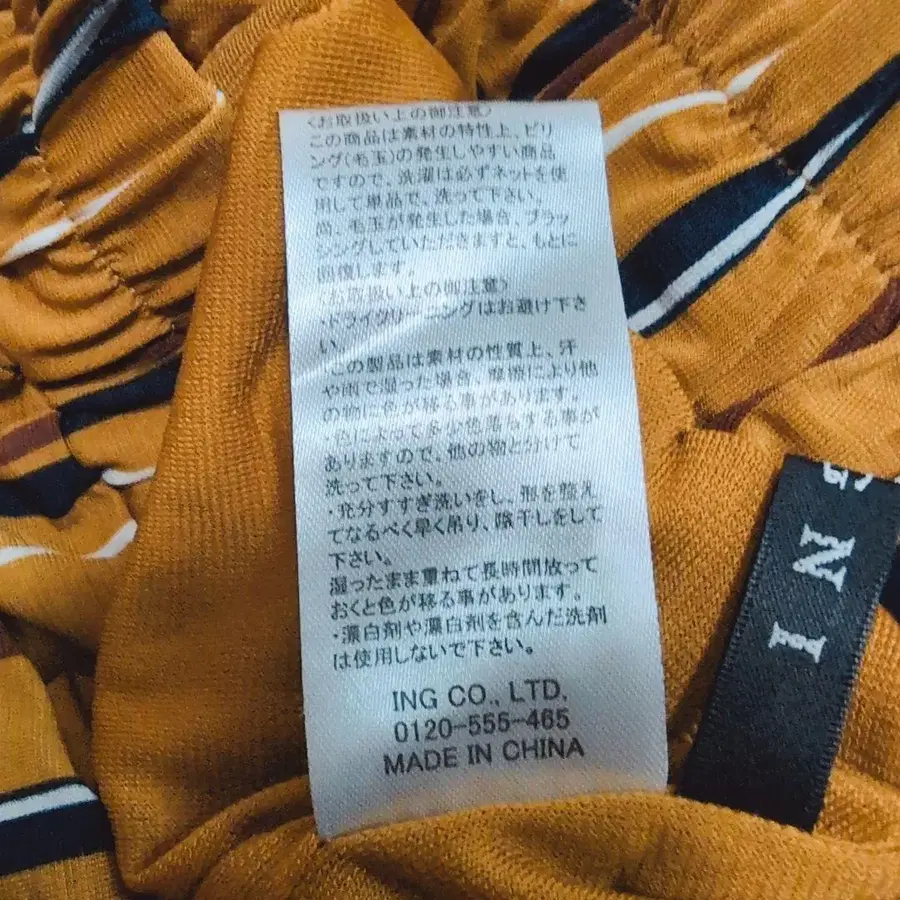 〈お取扱い上の御注意〉
この商品は素材の特性上、ピリ
ング(毛玉)の発生しやすい商品
ですので、洗濯は必ずネットを使
用して単品で、洗って下さい。
尚、毛玉が発生した場合、ブラッ
シングしていただきますと、もとに
回復します。
〈お取扱い上の御注意〉
・ドライクリーニングはお避け下さ
い。
・この製品は素材の性質上、汗
や雨で湿った場合、摩擦により他
の物に色が移る事があります。
・色によって多少色落ちする事が
ありますので、他の物と分けて
洗って下さい。
・充分すすぎ洗いをし、形を整え
てなるべく早く吊り、陰干しをして
下さい。
湿ったまま重ねて長時間放って
おくと色が移る事があります。
・漂白剤や漂白剤を含んだ洗剤
は使用しないで下さい。
ING CO., LTD.
0120-555-465
MADE IN CHINA
I N